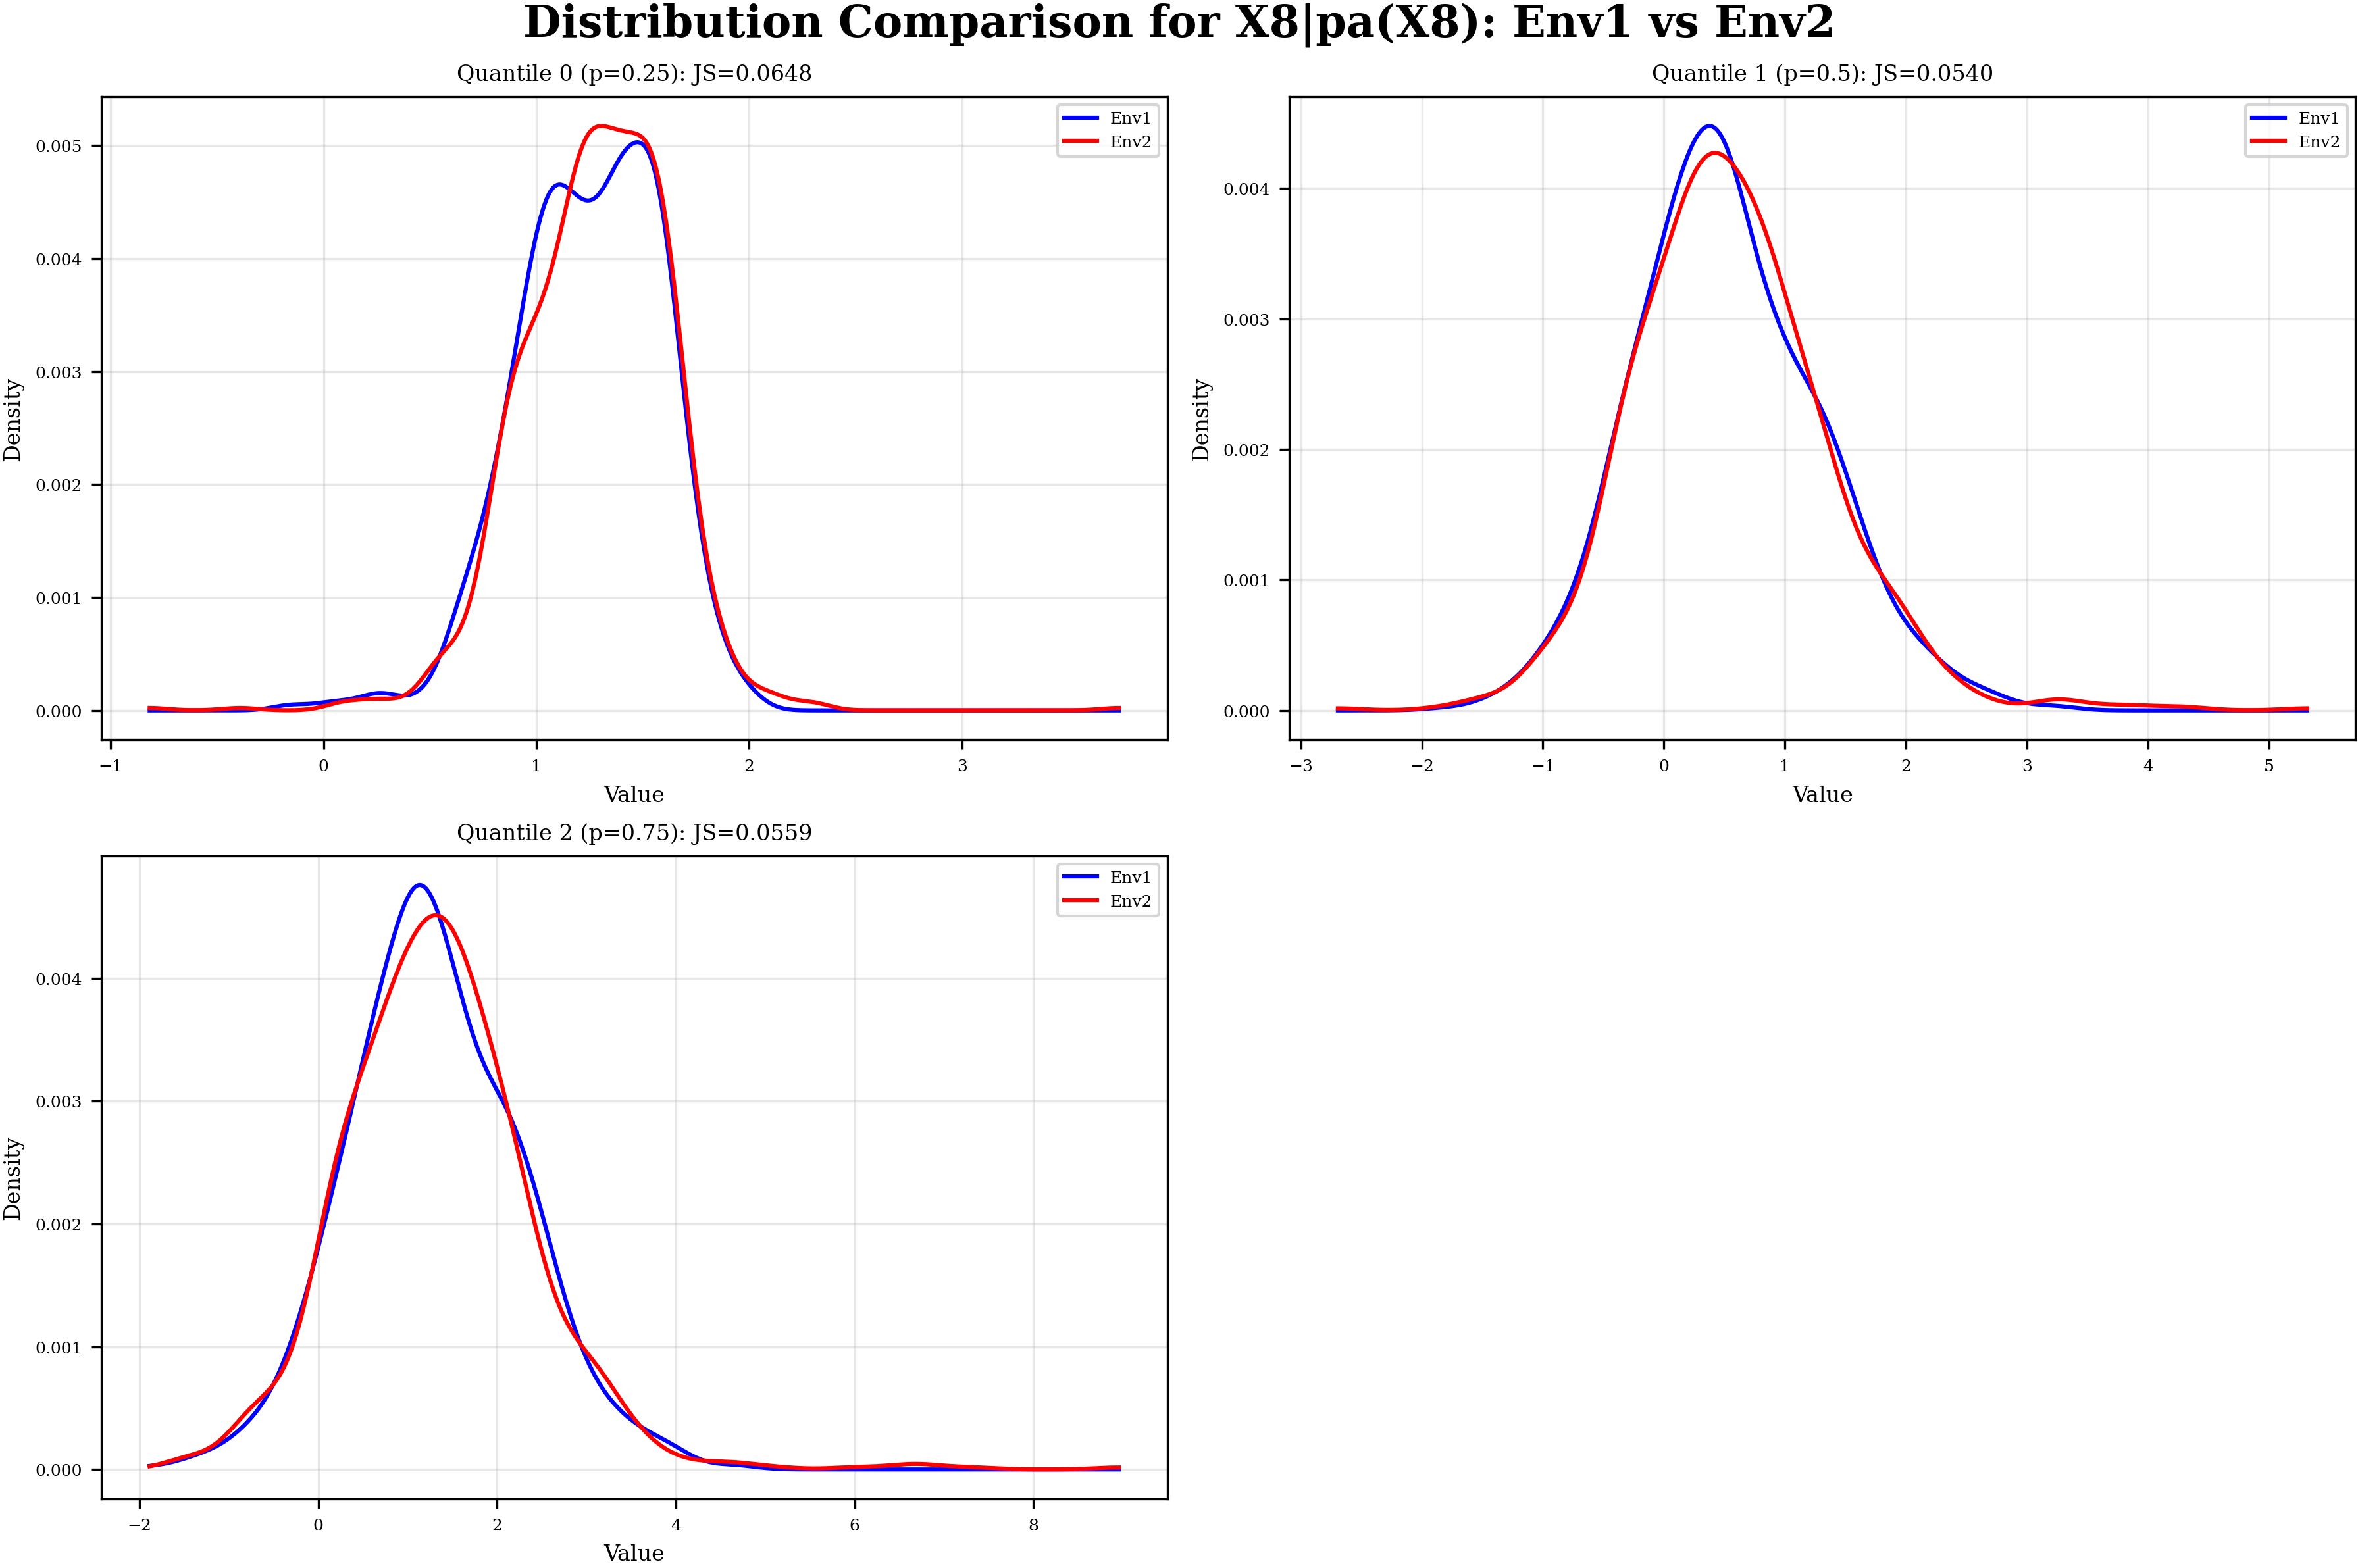 Distribution Comparison for X8|pa(X8): Env1 vs Env2
Quantile 0 (p=0.25): JS=0.0648
Env1
Env2
0.005
0.004
0.003
0.002
0.001
0.000
Density
−1 0 1 2 3
Value
Quantile 1 (p=0.5): JS=0.0540
Env1
Env2
0.004
0.003
0.002
0.001
0.000
Density
−3 −2 −1 0 1 2 3 4 5
Value
Quantile 2 (p=0.75): JS=0.0559
Env1
Env2
0.004
0.003
0.002
0.001
0.000
Density
−2 0 2 4 6 8
Value